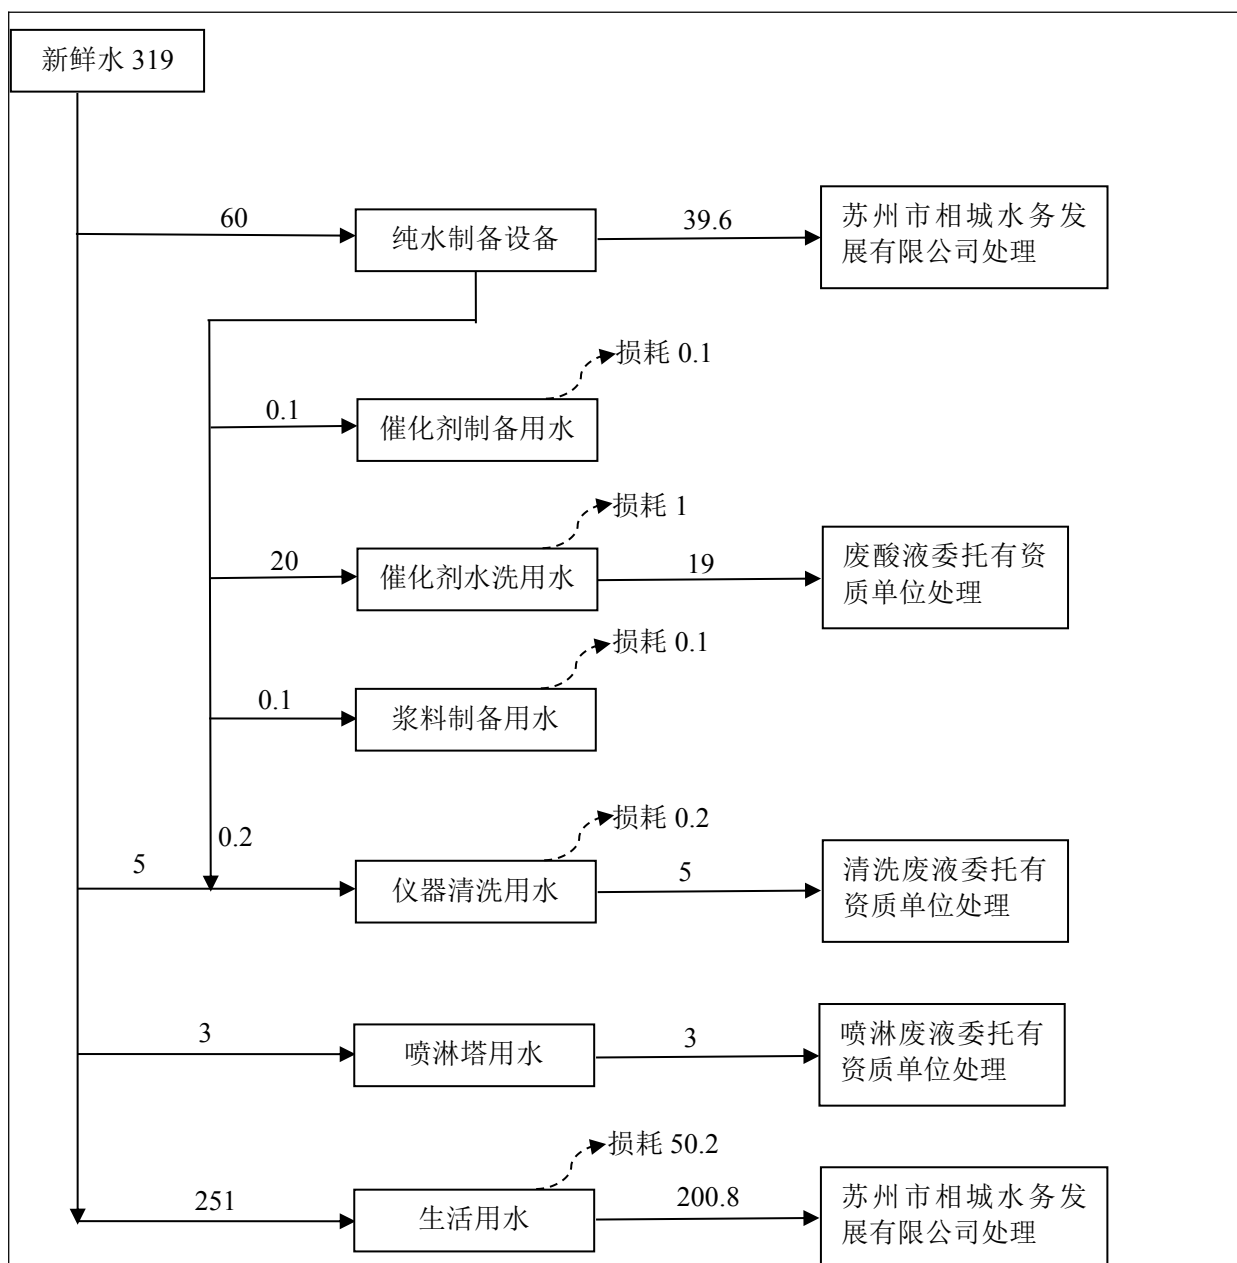 新鲜水 319
60
纯水制备设备
39.6
苏州市相城水务发
展有限公司处理
损耗 0.1
0.1
催化剂制备用水
损耗 1
20
催化剂水洗用水
19
废酸液委托有资
质单位处理
损耗 0.1
0.1
浆料制备用水
损耗 0.2
0.2
5
仪器清洗用水
5
清洗废液委托有
资质单位处理
3
喷淋塔用水
3
喷淋废液委托有
资质单位处理
损耗 50.2
251
生活用水
200.8
苏州市相城水务发
展有限公司处理